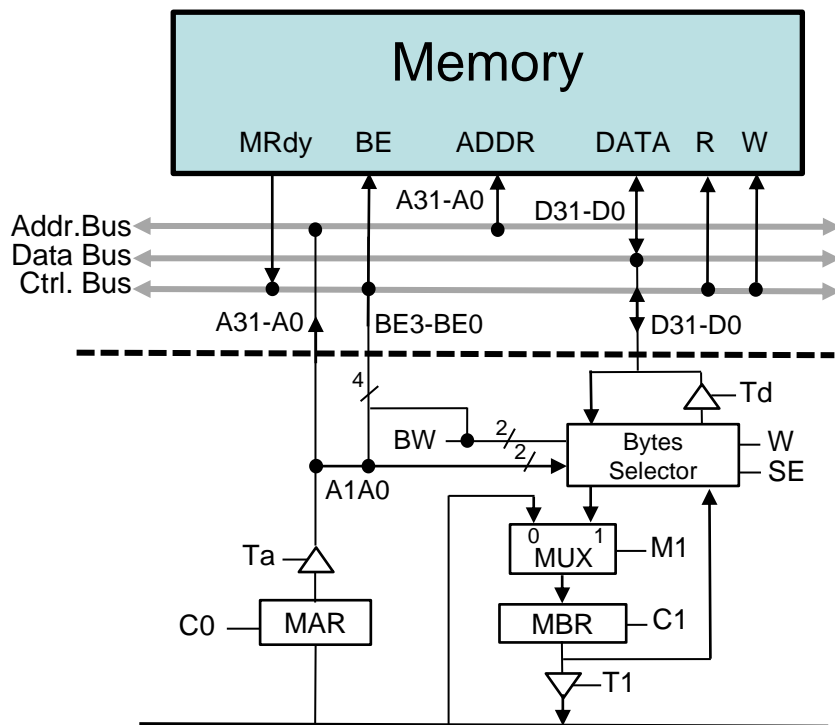 Memory
MRdy BE ADDR DATA R W
A31-A0 D31-D0
Addr.Bus
Data Bus
Ctrl. Bus
A31-A0 BE3-BE0 D31-D0
4 Td
BW 2 Bytes W
2 Selector SE
A1A0
0 1
Ta MUX M1
C0 MAR MBR C1
T1